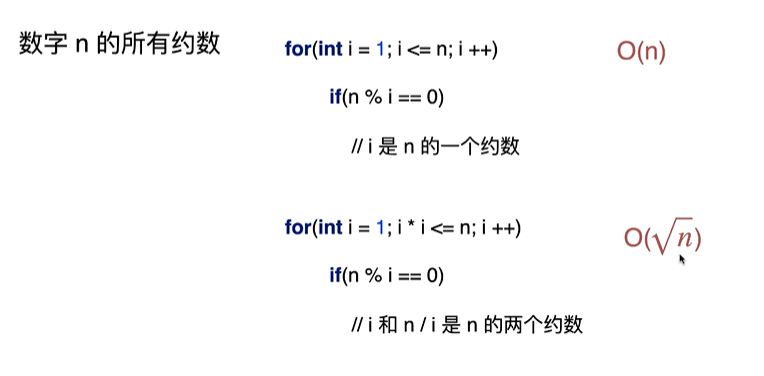 数字 n 的所有约数
for(int i = 1; i <= n; i ++)
O(n)
if(n % i == 0)
// i 是 n 的一个约数
for(int i = 1; i * i <= n; i ++)
O(√n)
if(n % i == 0)
// i 和 n / i 是 n 的两个约数